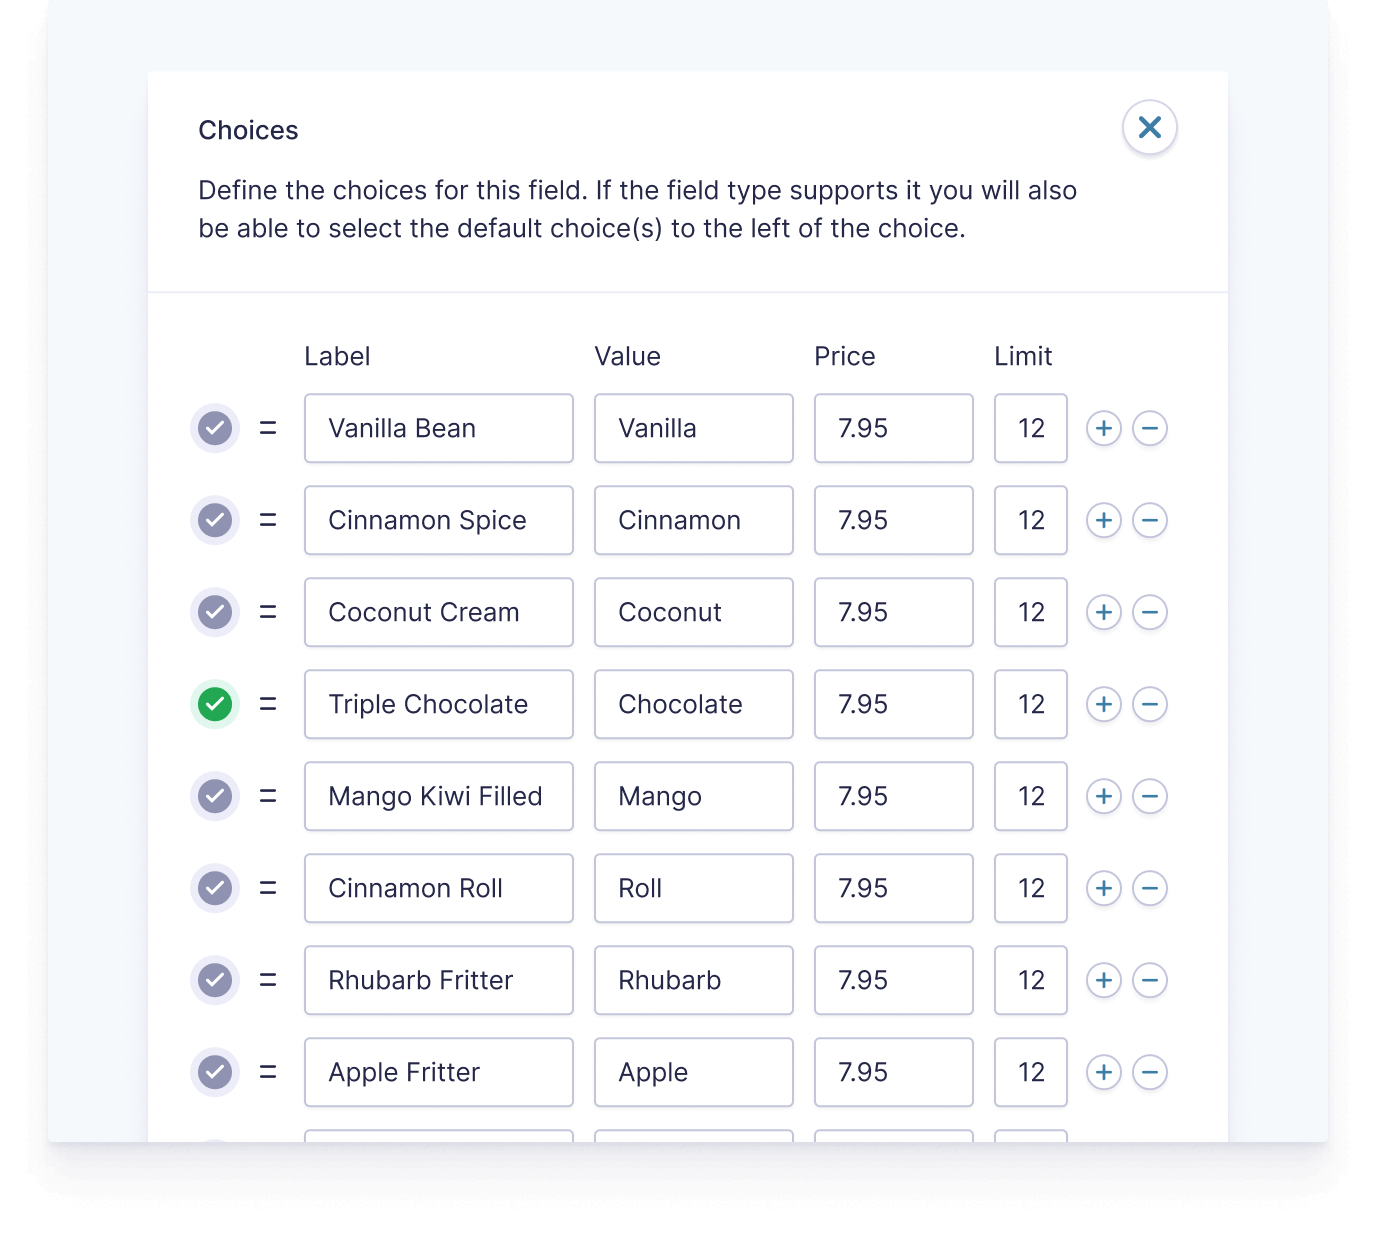 Choices
Define the choices for this field. If the field type supports it you will also
be able to select the default choice(s) to the left of the choice.
Label Value Price Limit
= Vanilla Bean Vanilla 7.95 12 + −
= Cinnamon Spice Cinnamon 7.95 12 + −
= Coconut Cream Coconut 7.95 12 + −
= Triple Chocolate Chocolate 7.95 12 + −
= Mango Kiwi Filled Mango 7.95 12 + −
= Cinnamon Roll Roll 7.95 12 + −
= Rhubarb Fritter Rhubarb 7.95 12 + −
= Apple Fritter Apple 7.95 12 + −